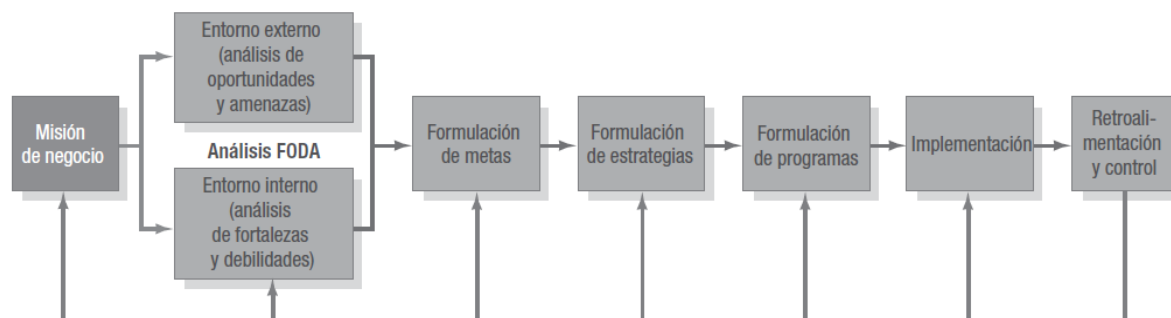 Misión
de negocio
Entorno externo
(análisis de
oportunidades
y amenazas)
Análisis FODA
Entorno interno
(análisis
de fortalezas
y debilidades)
Formulación
de metas
Formulación
de estrategias
Formulación
de programas
Implementación
Retroali-
mentación
y control